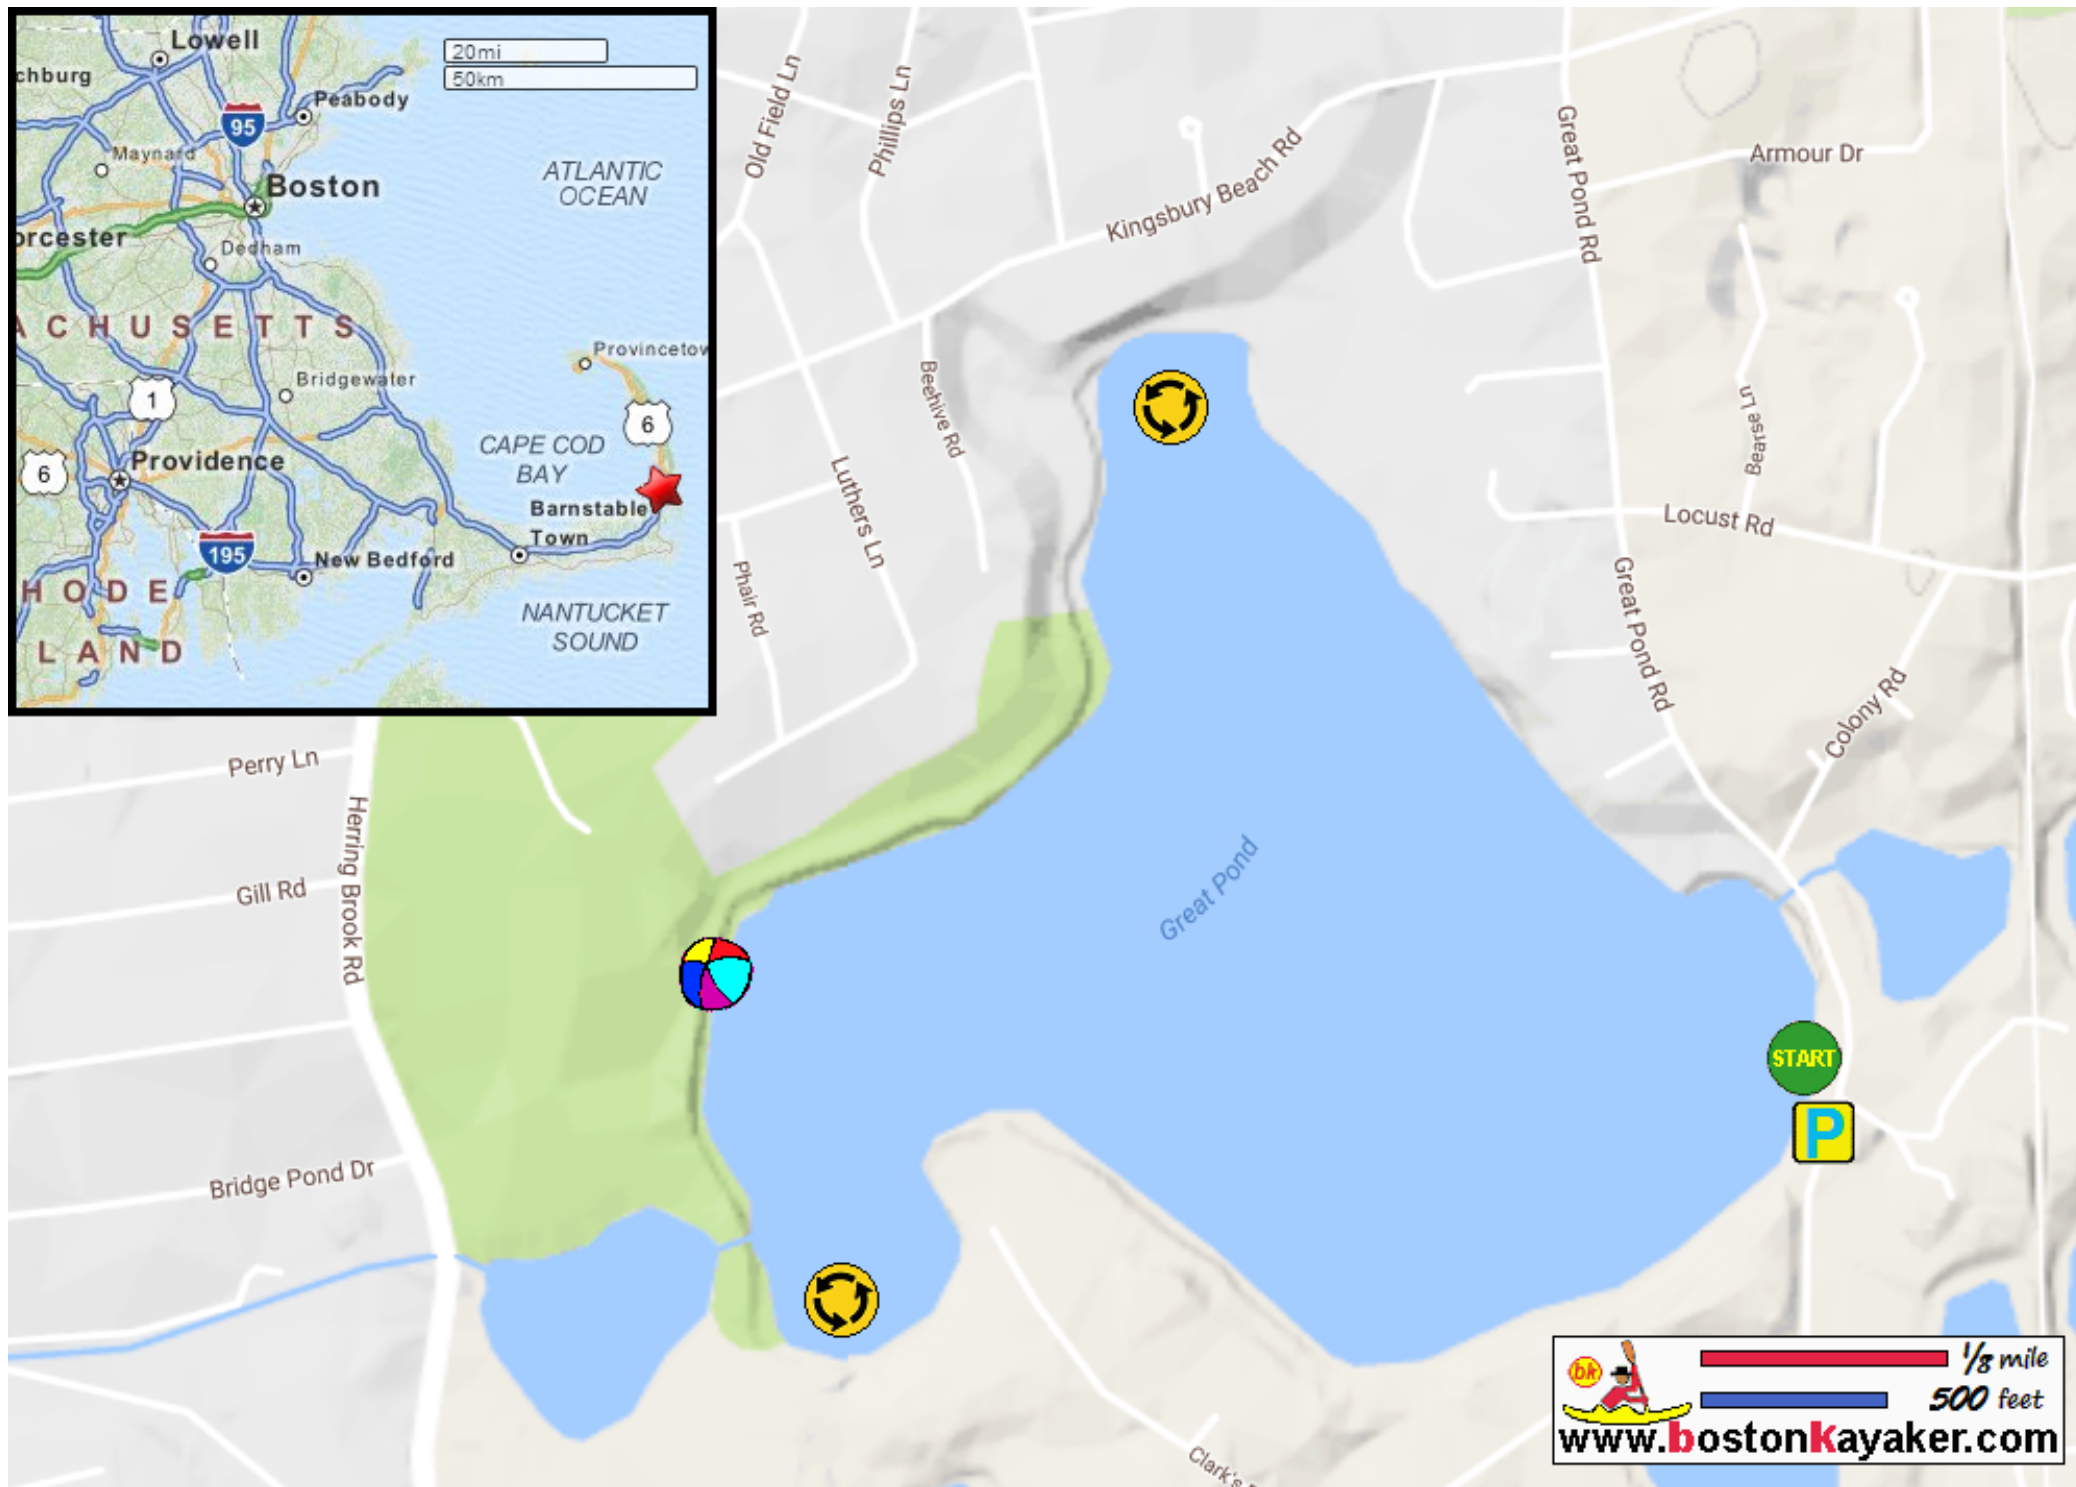 Lowell
20mi
50km
chburg
Peabody
95
Maynard
ATLANTIC
OCEAN
Boston
orcester
Dedham
ACHUSETTS
Provincetow
Bridgewater
1
6
CAPE COD
BAY
Providence
6
Barnstable
Town
195
New Bedford
HODE
LAND
NANTUCKET
SOUND
Old Field Ln
Phillips Ln
Kingsbury Beach Rd
Great Pond Rd
Armour Dr
Beehive Rd
Luthers Ln
Bearse Ln
Locust Rd
Phair Rd
Great Pond Rd
Colony Rd
Perry Ln
Herring Brook Rd
Gill Rd
Great Pond
START
P
Bridge Pond Dr
Clark's
bk
1/8 mile
500 feet
www.bostonkayaker.com